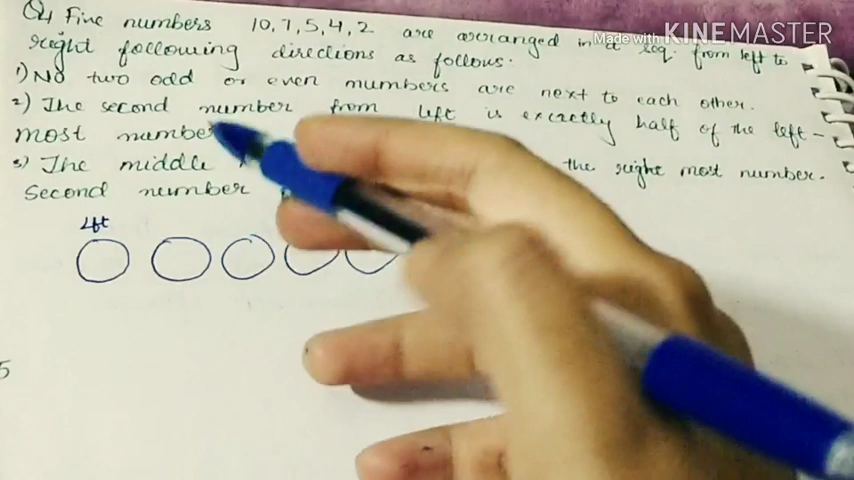 Q4 Five numbers 10,7,5,4,2 are arranged in a seq. from left to
right following directions as follows.
1) No two odd or even numbers are next to each other.
2) The second number from left is exactly half of the left-
most number
3) The middle the right most number.
Second number
Left
5
Made with KINEMASTER